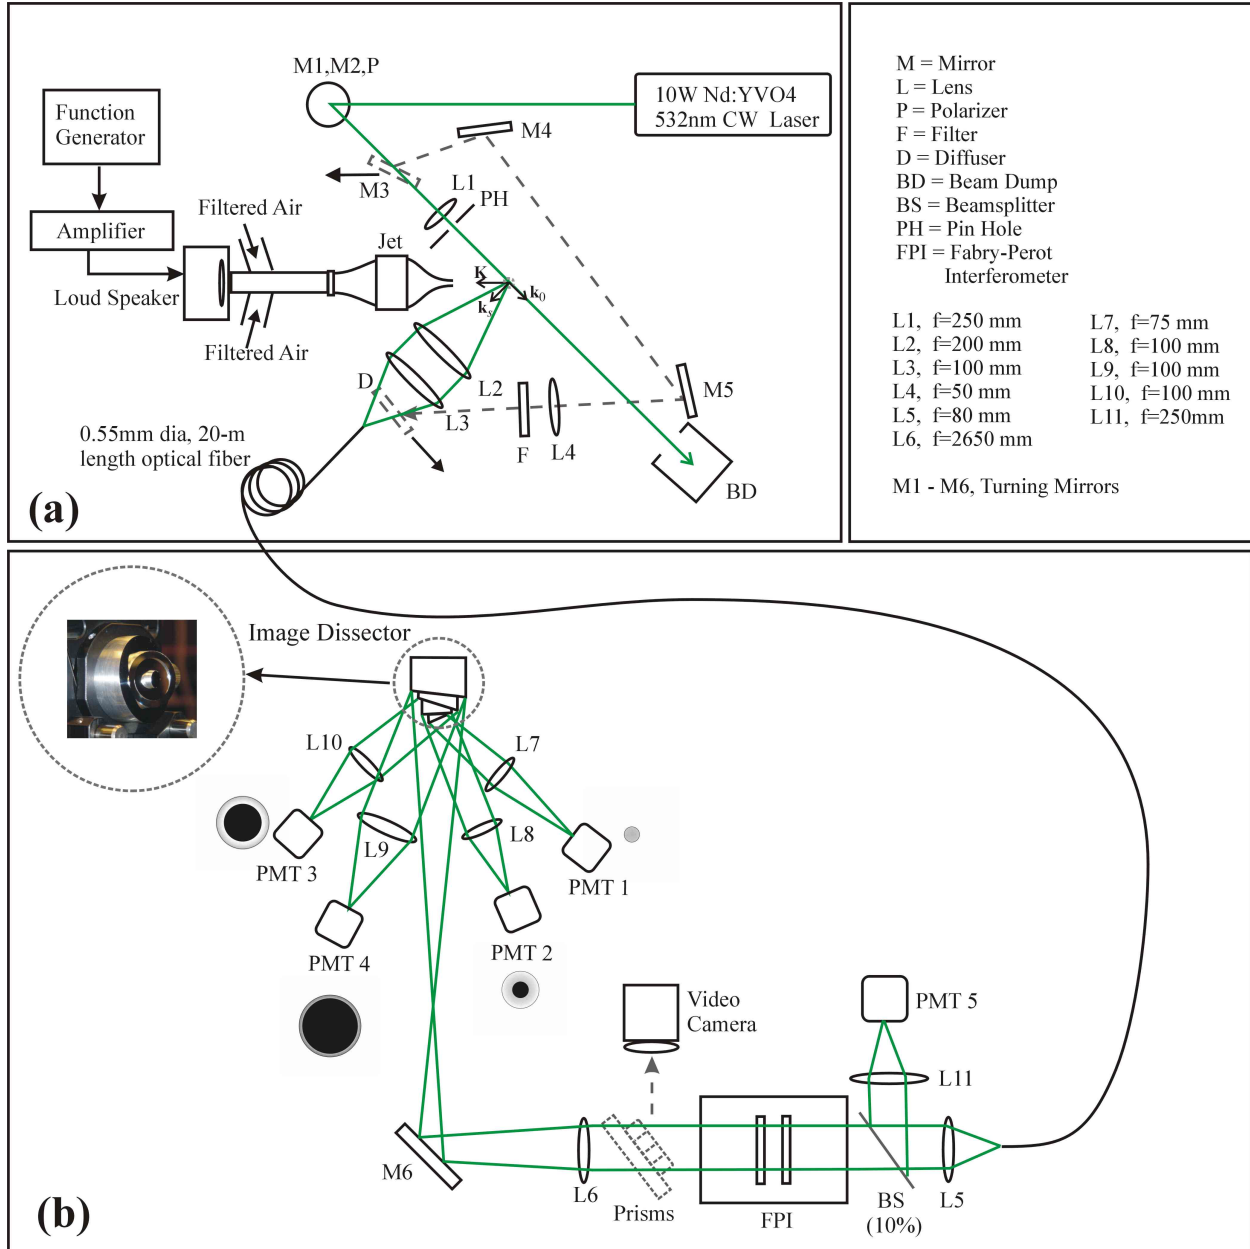 M1,M2,P
10W Nd:YVO4
532nm CW Laser
Function
Generator
M4
M3
L1
PH
Filtered Air
Amplifier
Jet
Loud Speaker
K
k₀
kₛ
Filtered Air
D
L2
L3
M5
F
L4
BD
0.55mm dia, 20-m
length optical fiber
(a)
M = Mirror
L = Lens
P = Polarizer
F = Filter
D = Diffuser
BD = Beam Dump
BS = Beamsplitter
PH = Pin Hole
FPI = Fabry-Perot
Interferometer
L1, f=250 mm
L2, f=200 mm
L3, f=100 mm
L4, f=50 mm
L5, f=80 mm
L6, f=2650 mm
L7, f=75 mm
L8, f=100 mm
L9, f=100 mm
L10, f=100 mm
L11, f=250mm
M1 - M6, Turning Mirrors
Image Dissector
L10
L7
L9
L8
PMT 3
PMT 1
PMT 4
PMT 2
Video
Camera
PMT 5
L11
M6
L6
Prisms
FPI
BS
(10%)
L5
(b)